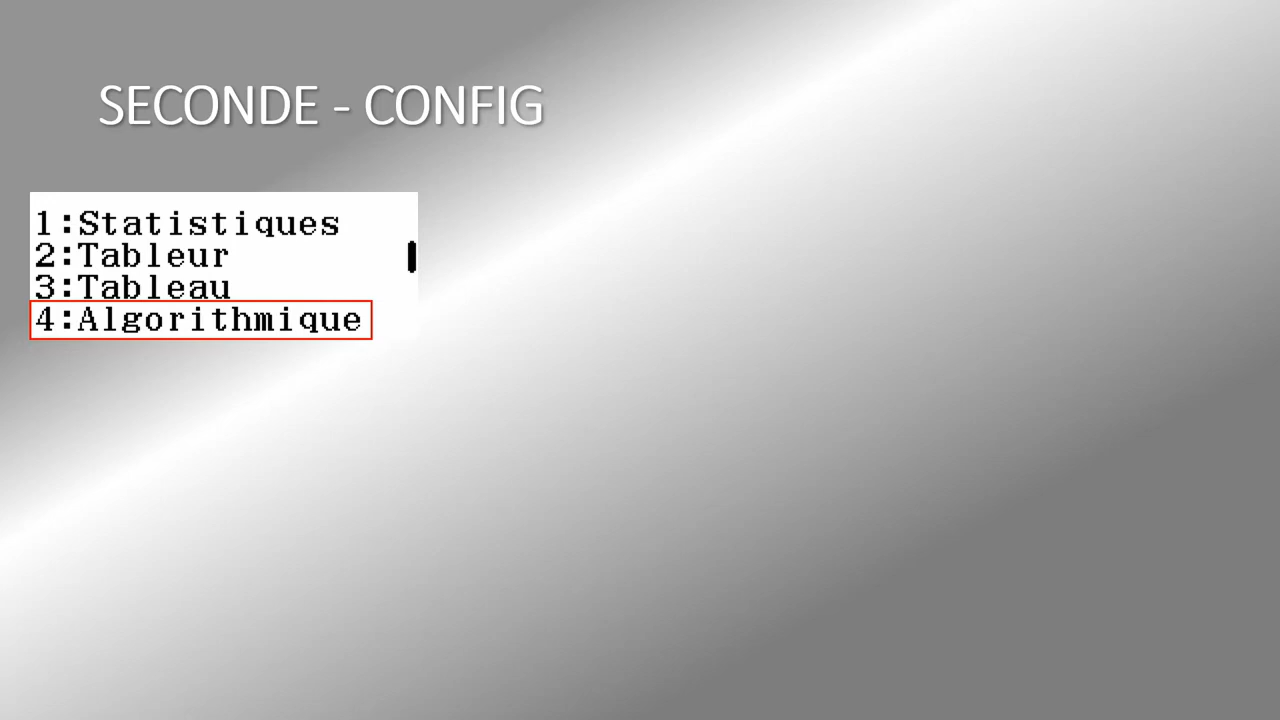 SECONDE - CONFIG
1:Statistiques
2:Tableur
3:Tableau
4:Algorithmique